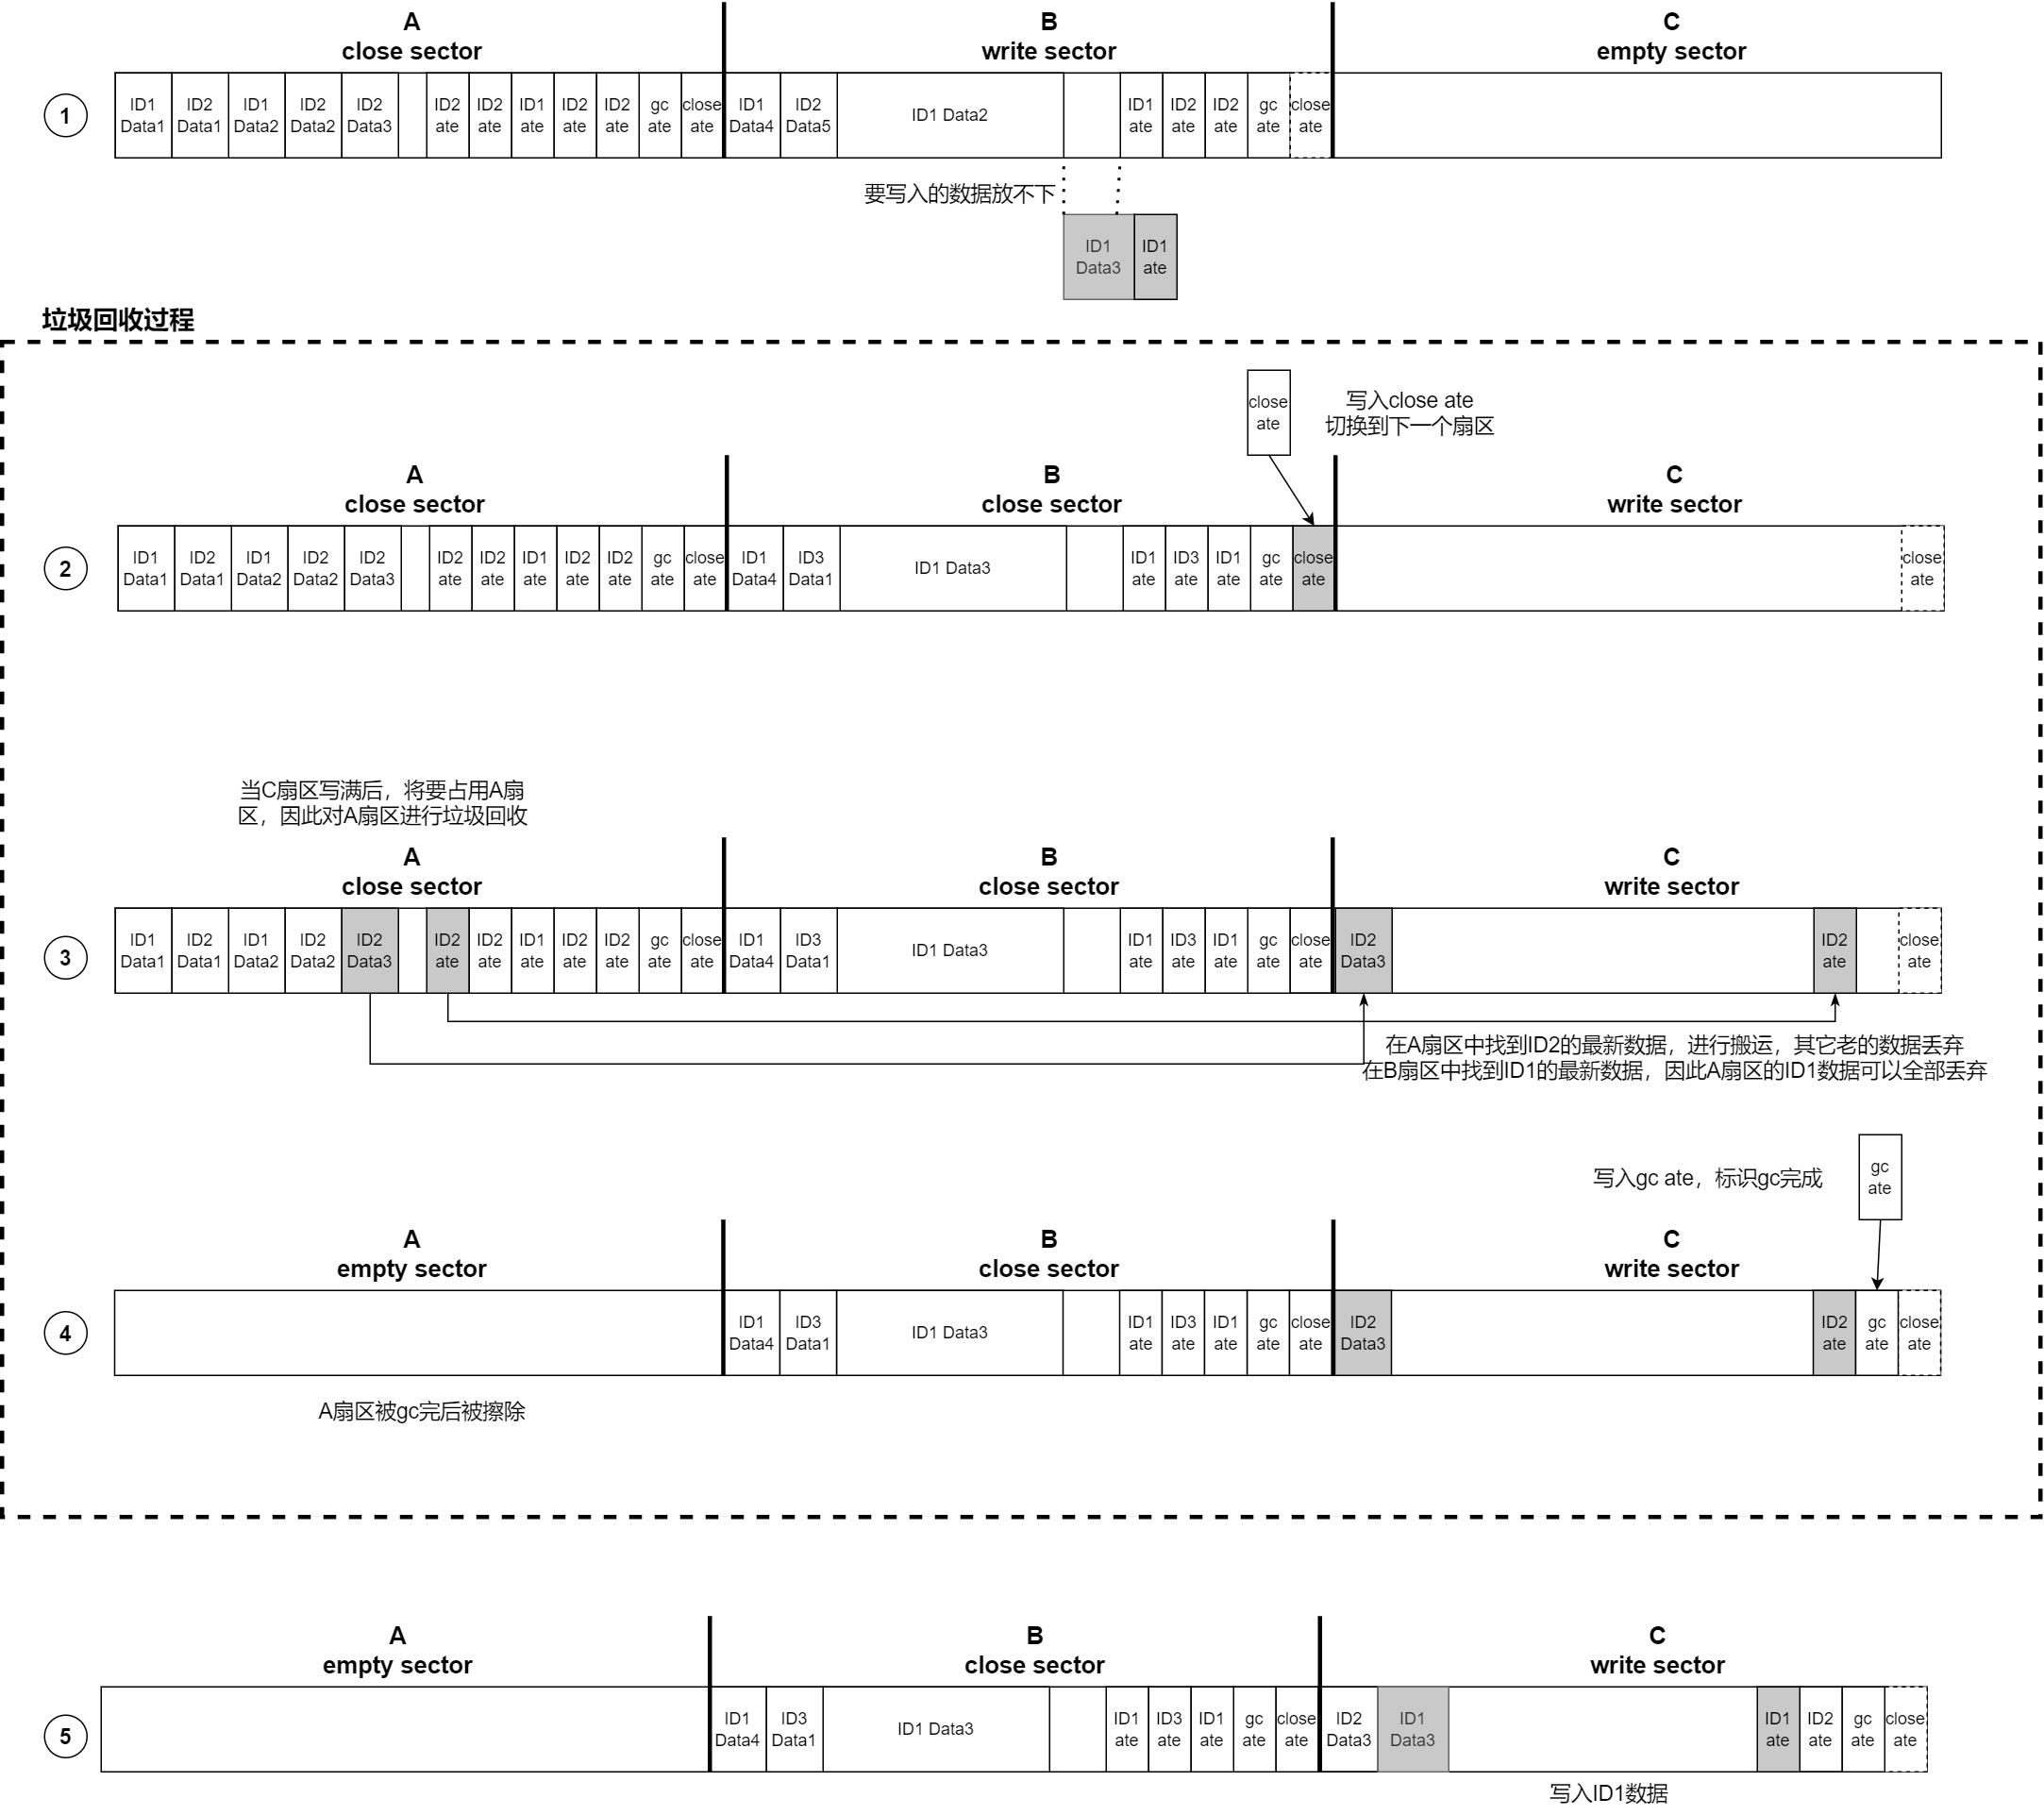 A
close sector
B
write sector
C
empty sector
1
ID1
Data1
ID2
Data1
ID1
Data2
ID2
Data2
ID2
Data3
ID2
ate
ID2
ate
ID1
ate
ID2
ate
ID2
ate
gc
ate
close
ate
ID1
Data4
ID2
Data5
ID1 Data2
ID1
ate
ID2
ate
ID2
ate
gc
ate
close
ate
要写入的数据放不下
ID1
Data3
ID1
ate
垃圾回收过程
close
ate
写入close ate
切换到下一个扇区
A
close sector
B
close sector
C
write sector
2
ID1
Data1
ID2
Data1
ID1
Data2
ID2
Data2
ID2
Data3
ID2
ate
ID2
ate
ID1
ate
ID2
ate
ID2
ate
gc
ate
close
ate
ID1
Data4
ID3
Data1
ID1 Data3
ID1
ate
ID3
ate
ID1
ate
gc
ate
close
ate
close
ate
当C扇区写满后，将要占用A扇
区，因此对A扇区进行垃圾回收
A
close sector
B
close sector
C
write sector
3
ID1
Data1
ID2
Data1
ID1
Data2
ID2
Data2
ID2
Data3
ID2
ate
ID2
ate
ID1
ate
ID2
ate
ID2
ate
gc
ate
close
ate
ID1
Data4
ID3
Data1
ID1 Data3
ID1
ate
ID3
ate
ID1
ate
gc
ate
close
ate
ID2
Data3
ID2
ate
close
ate
在A扇区中找到ID2的最新数据，进行搬运，其它老的数据丢弃
在B扇区中找到ID1的最新数据，因此A扇区的ID1数据可以全部丢弃
写入gc ate，标识gc完成
gc
ate
A
empty sector
B
close sector
C
write sector
4
ID1
Data4
ID3
Data1
ID1 Data3
ID1
ate
ID3
ate
ID1
ate
gc
ate
close
ate
ID2
Data3
ID2
ate
gc
ate
close
ate
A扇区被gc完后被擦除
A
empty sector
B
close sector
C
write sector
5
ID1
Data4
ID3
Data1
ID1 Data3
ID1
ate
ID3
ate
ID1
ate
gc
ate
close
ate
ID2
Data3
ID1
Data3
ID1
ate
ID2
ate
gc
ate
close
ate
写入ID1数据